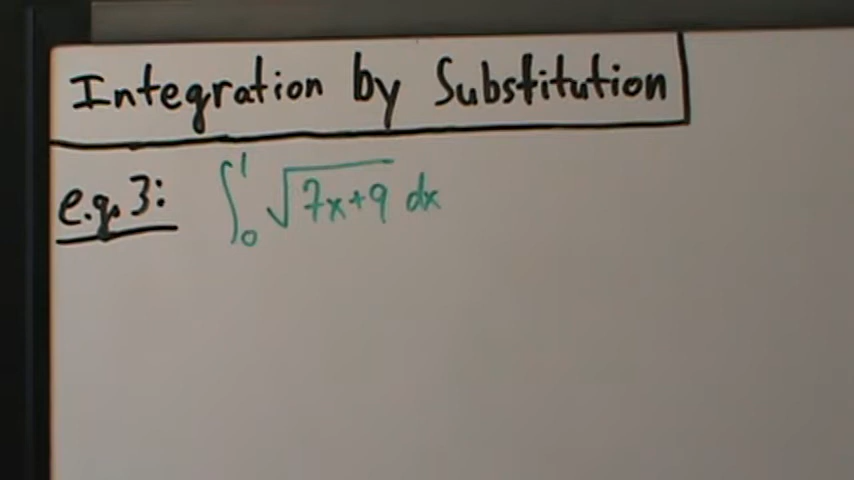 Integration by Substitution
e.g. 3: ∫₀¹ √(7x+9) dx